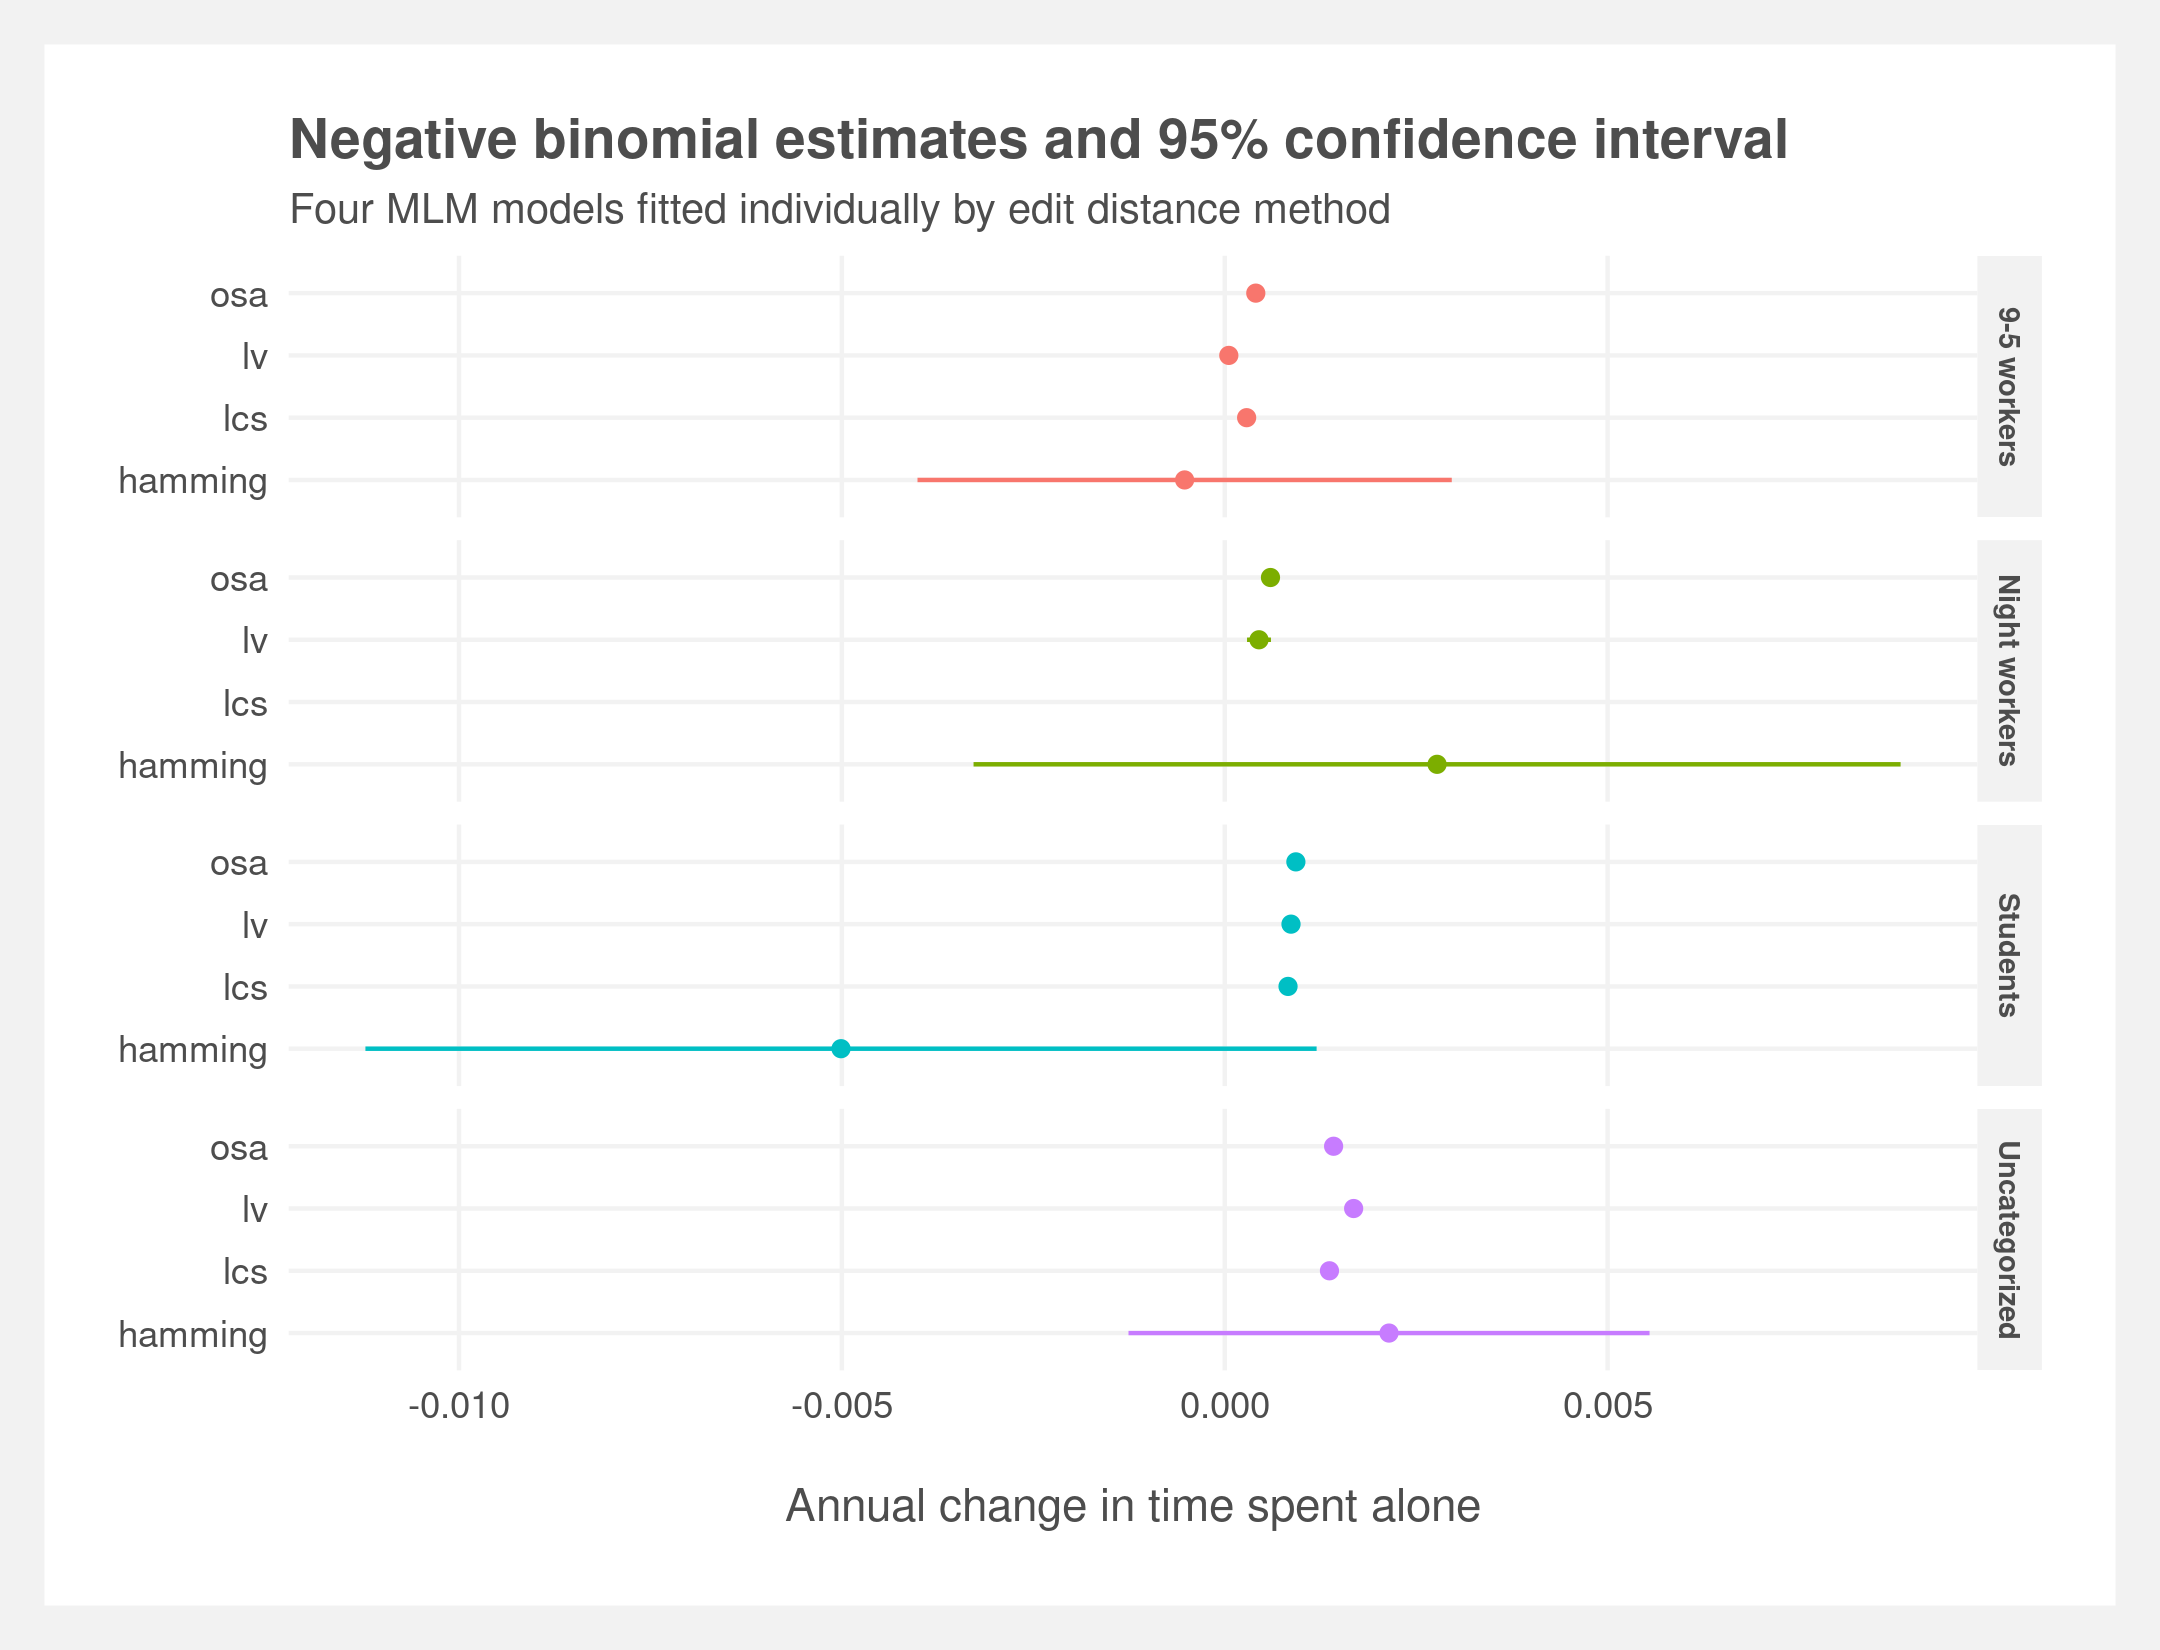 Negative binomial estimates and 95% confidence interval
Four MLM models fitted individually by edit distance method
osa
lv
lcs
hamming
9-5 workers
osa
lv
lcs
hamming
Night workers
osa
lv
lcs
hamming
Students
osa
lv
lcs
hamming
Uncategorized
-0.010
-0.005
0.000
0.005
Annual change in time spent alone